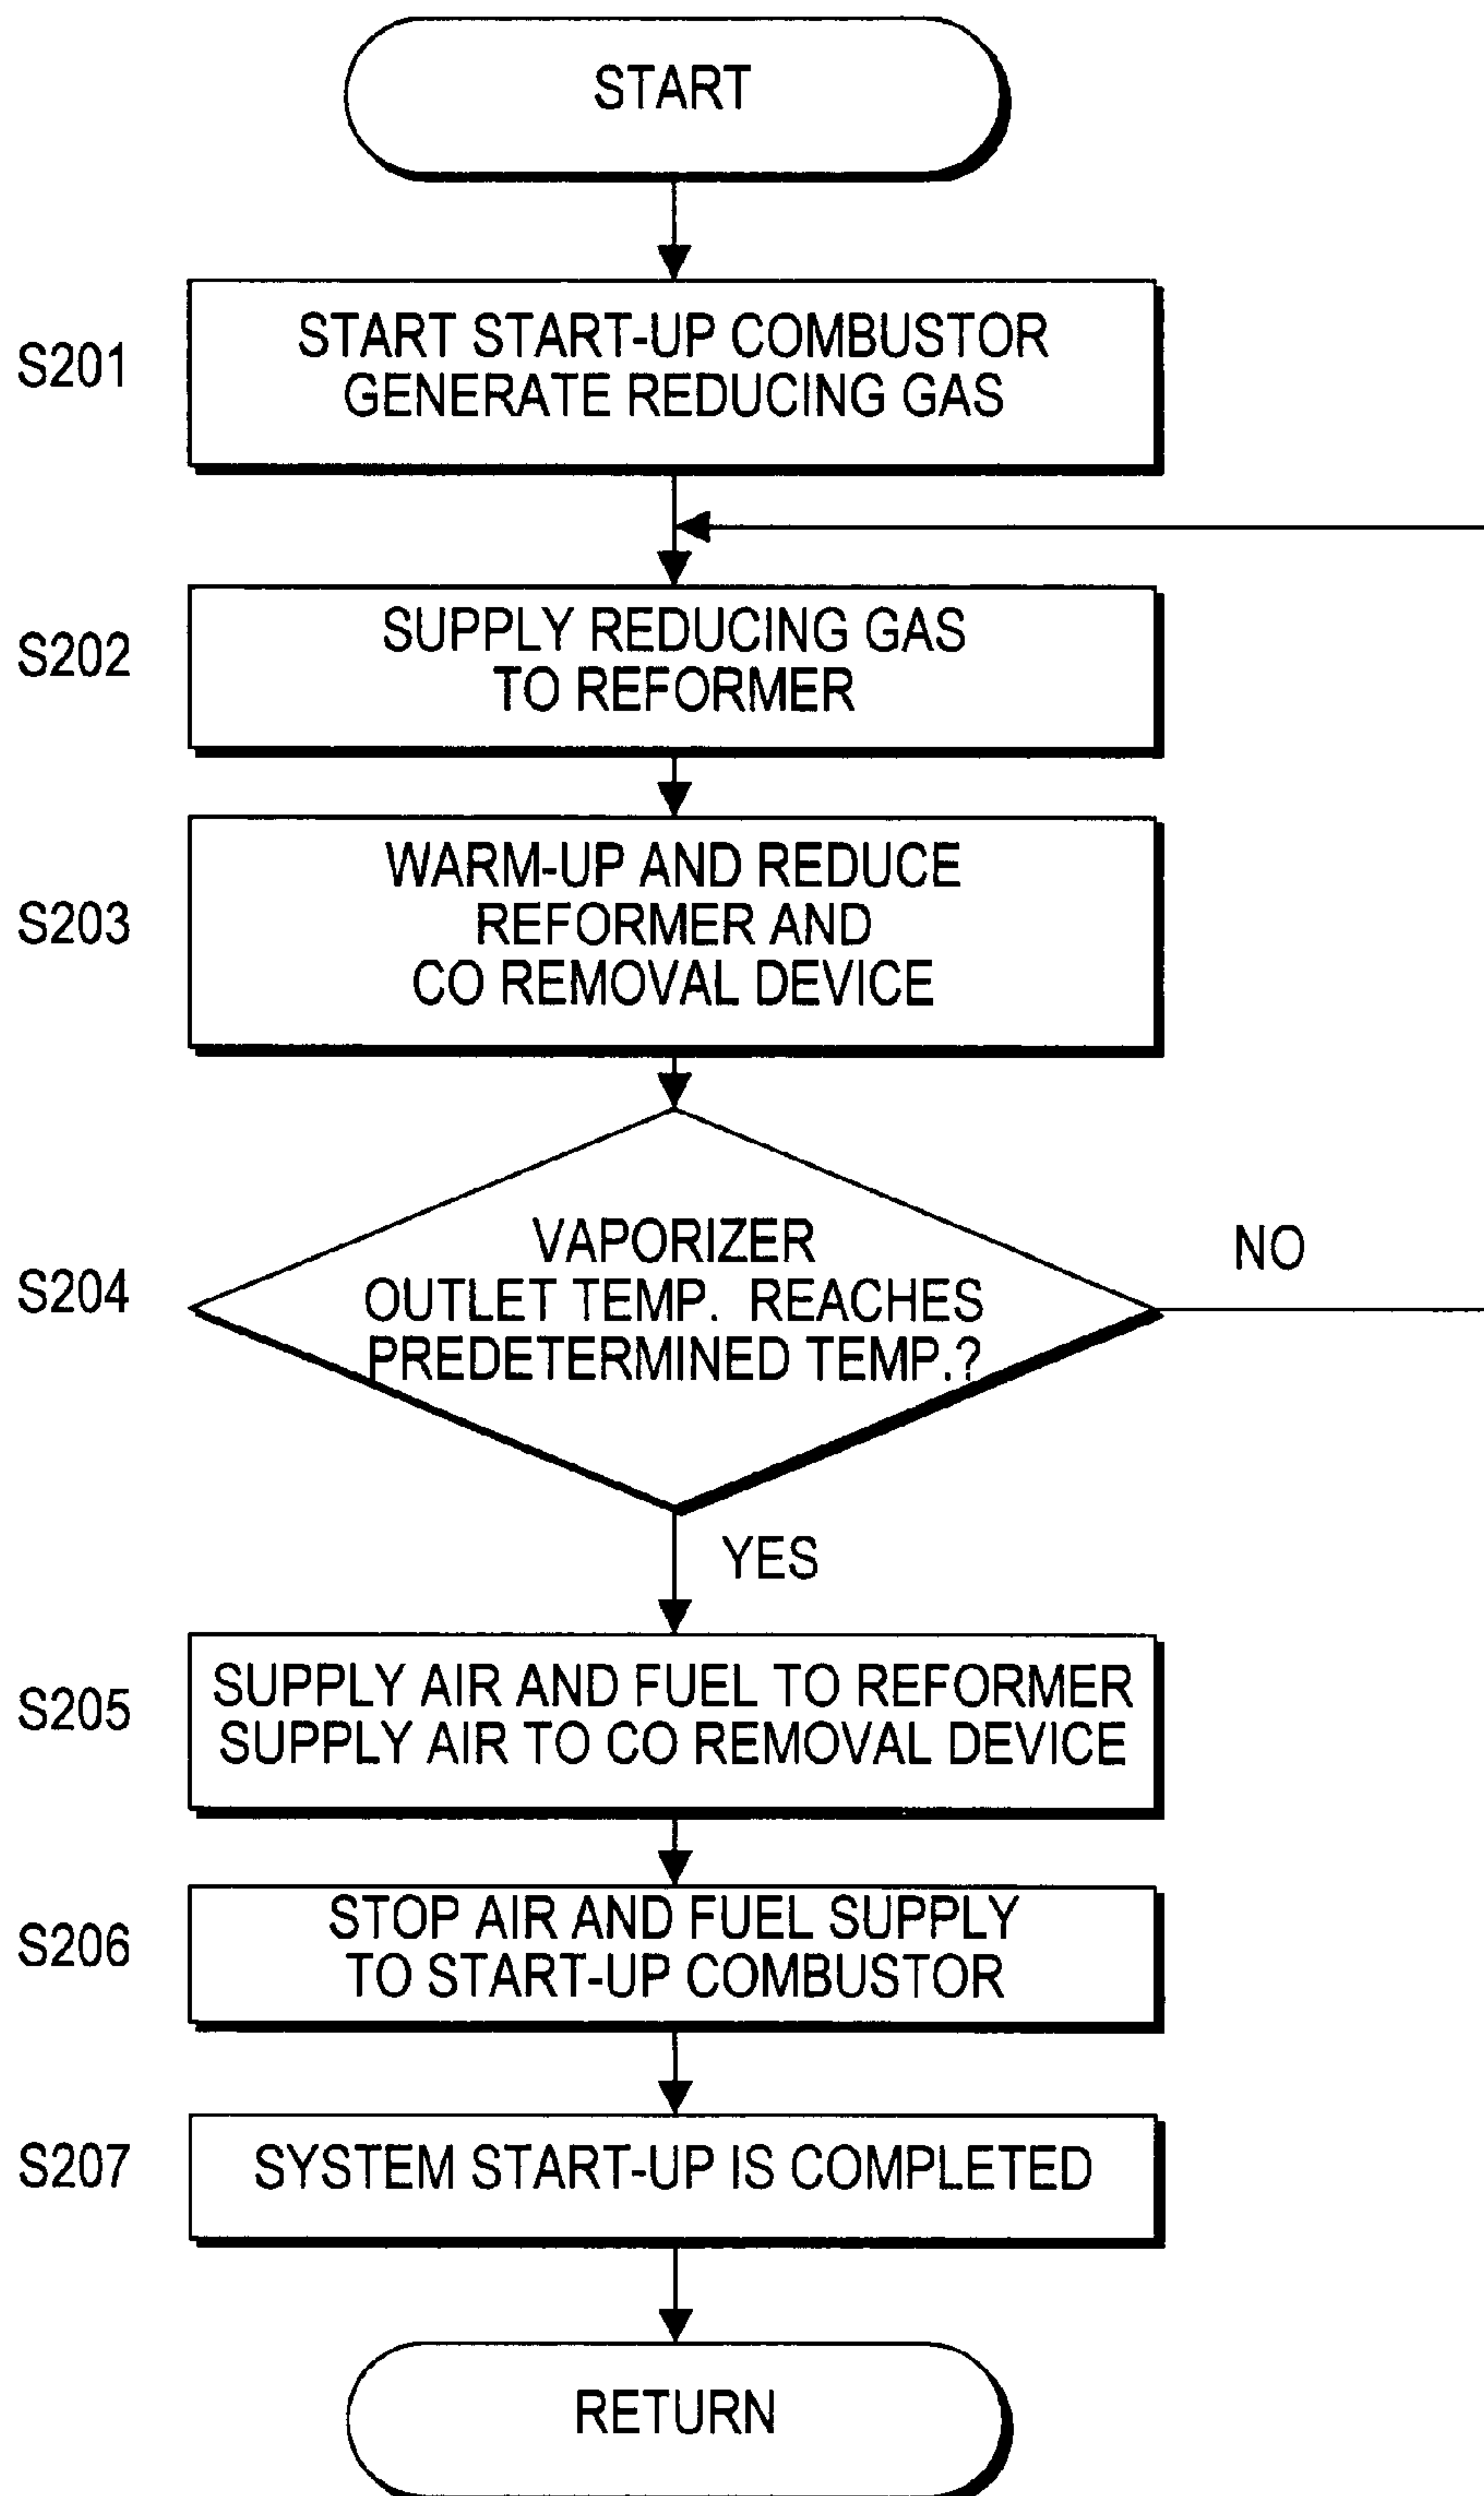 START
S201
START START-UP COMBUSTOR
GENERATE REDUCING GAS
S202
SUPPLY REDUCING GAS
TO REFORMER
S203
WARM-UP AND REDUCE
REFORMER AND
CO REMOVAL DEVICE
S204
VAPORIZER
OUTLET TEMP. REACHES
PREDETERMINED TEMP.?
NO
YES
S205
SUPPLY AIR AND FUEL TO REFORMER
SUPPLY AIR TO CO REMOVAL DEVICE
S206
STOP AIR AND FUEL SUPPLY
TO START-UP COMBUSTOR
S207
SYSTEM START-UP IS COMPLETED
RETURN